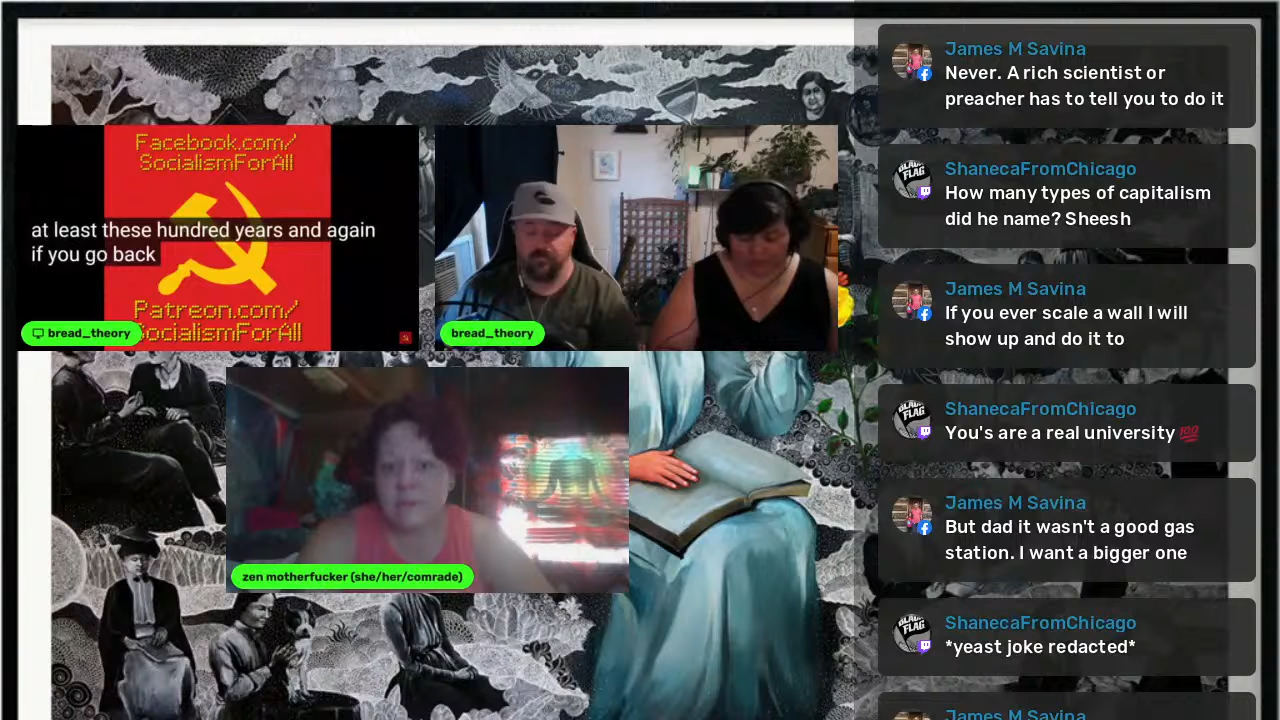 Facebook.com/
SocialismForAll
at least these hundred years and again
if you go back
Patreon.com/
SocialismForAll
bread_theory
bread_theory
zen motherfucker (she/her/comrade)
James M Savina
Never. A rich scientist or
preacher has to tell you to do it
ShanecaFromChicago
How many types of capitalism
did he name? Sheesh
James M Savina
If you ever scale a wall I will
show up and do it to
ShanecaFromChicago
You's are a real university 💯
James M Savina
But dad it wasn't a good gas
station. I want a bigger one
ShanecaFromChicago
*yeast joke redacted*
James M Savina